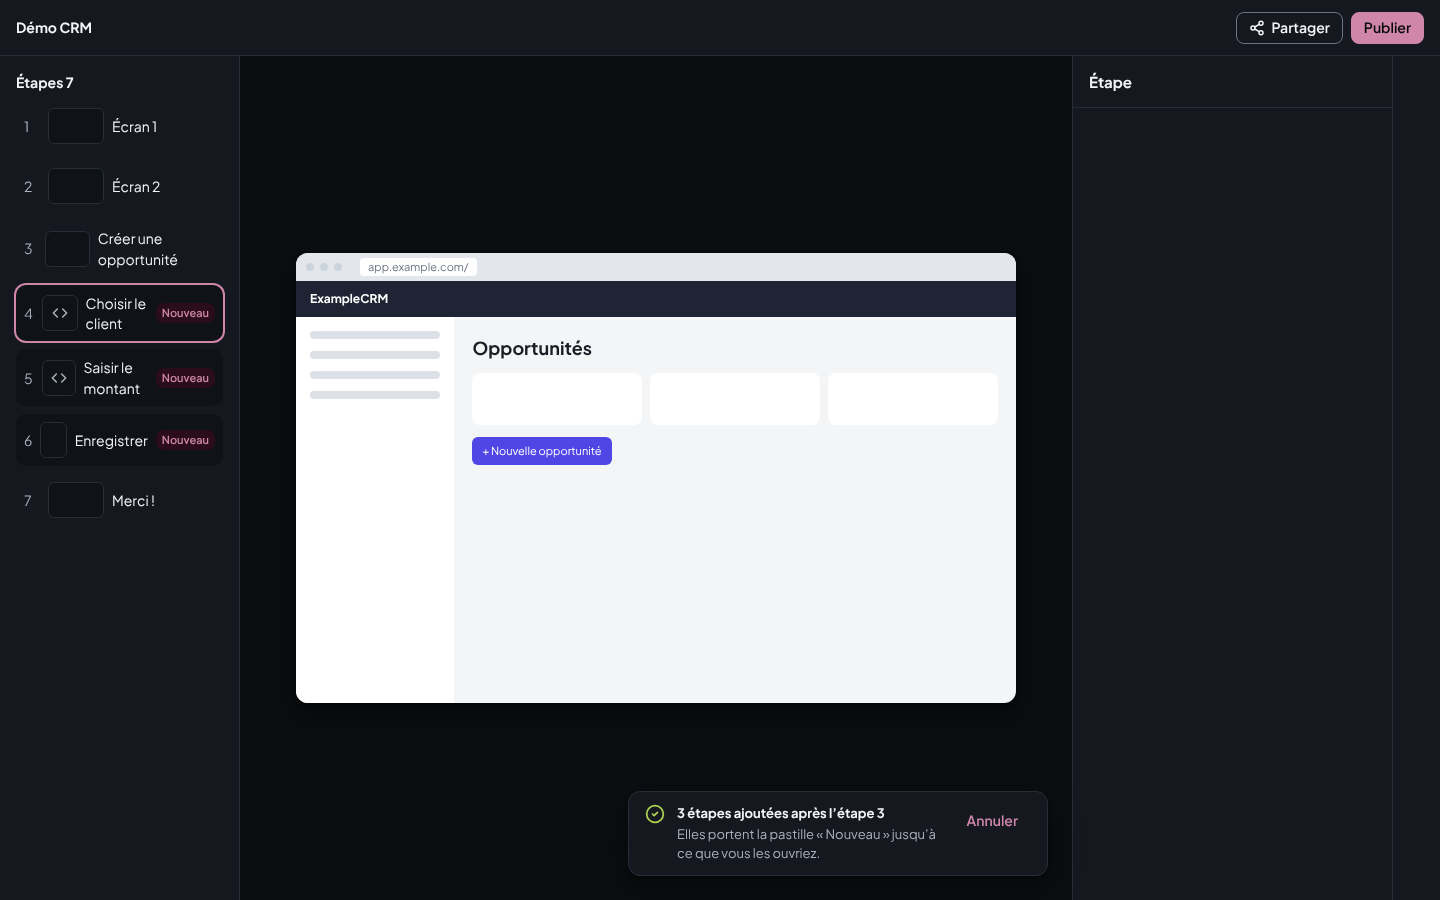 Démo CRM
Partager
Publier
Étapes 7
1
Écran 1
2
Écran 2
3
Créer une
opportunité
4
Choisir le
client
Nouveau
5
Saisir le
montant
Nouveau
6
Enregistrer
Nouveau
7
Merci !
app.example.com/
ExampleCRM
Opportunités
+ Nouvelle opportunité
3 étapes ajoutées après l’étape 3
Elles portent la pastille « Nouveau » jusqu’à
ce que vous les ouvriez.
Annuler
Étape